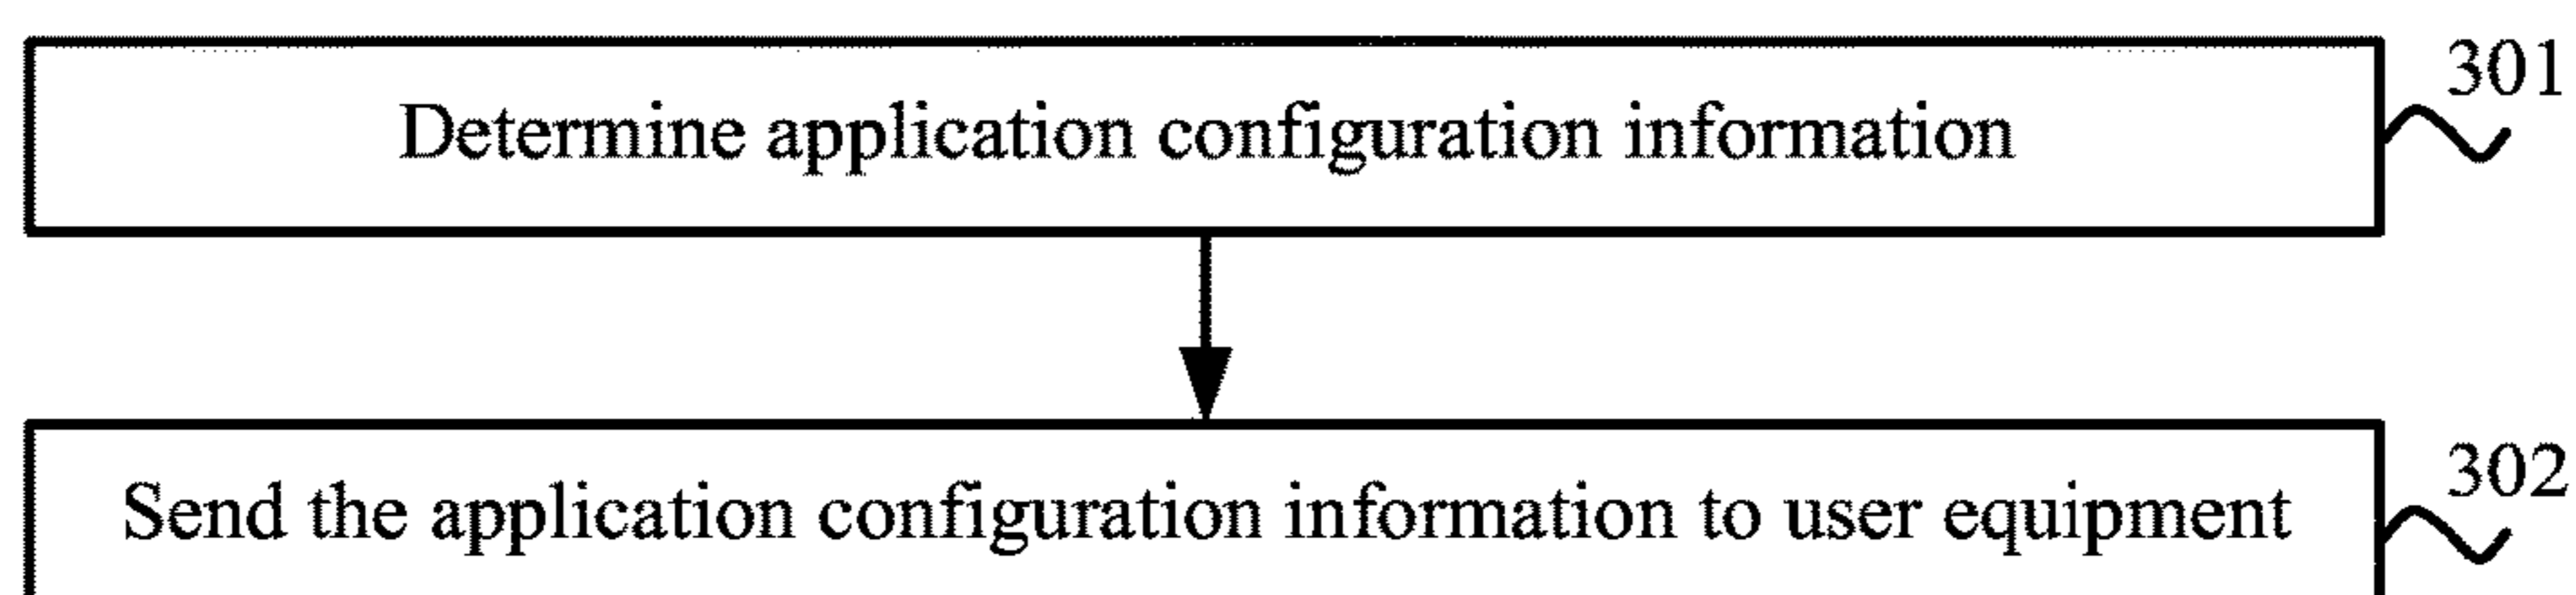 301
Determine application configuration information
302
Send the application configuration information to user equipment